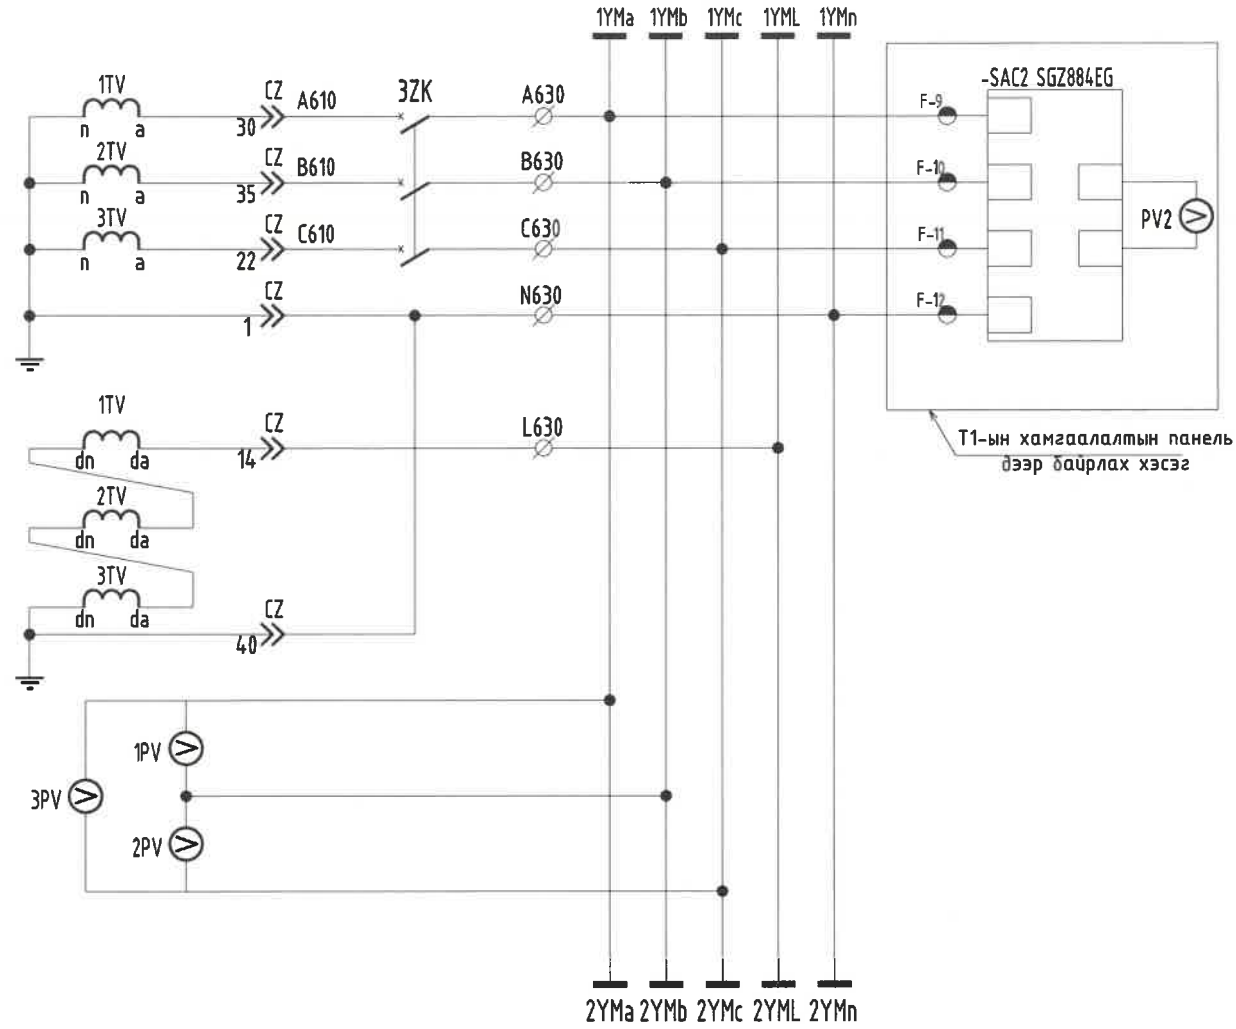 1YMa 1YMb 1YMc 1YML 1YMn
-SAC2 SGZ884EG
1TV CZ A610 3ZK A630 F-9
n a 30
2TV CZ B610 B630 F-10
n a 35
3TV CZ C610 C630 F-11 PV2 V
n a 22
CZ N630 F-12
1
1TV CZ L630
dn da 14
Т1-ын хамгаалалтын панель
дээр байрлах хэсэг
2TV
dn da
3TV CZ
dn da
40
1PV V
3PV V
2PV V
2YMa 2YMb 2YMc 2YML 2YMn